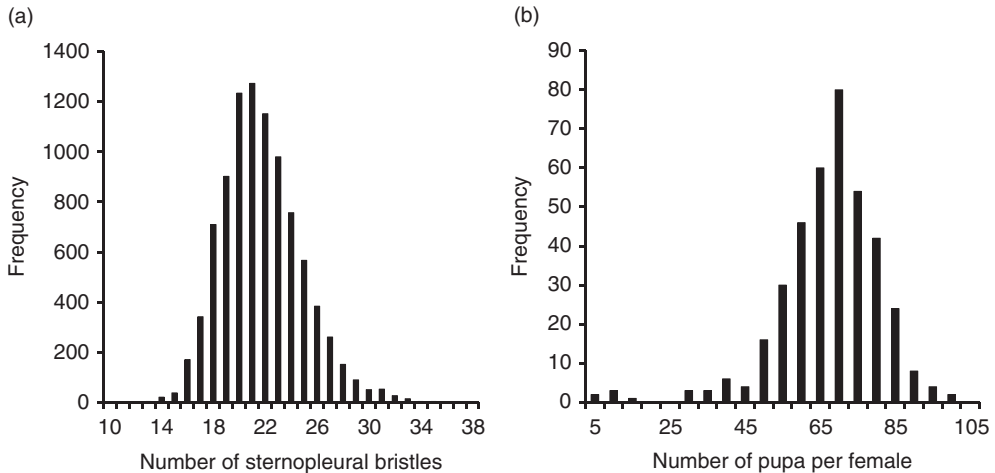 (a)
1400
1200
1000
800
600
400
200
0
Frequency
10 14 18 22 26 30 34 38
Number of sternopleural bristles
(b)
90
80
70
60
50
40
30
20
10
0
Frequency
5 25 45 65 85 105
Number of pupa per female